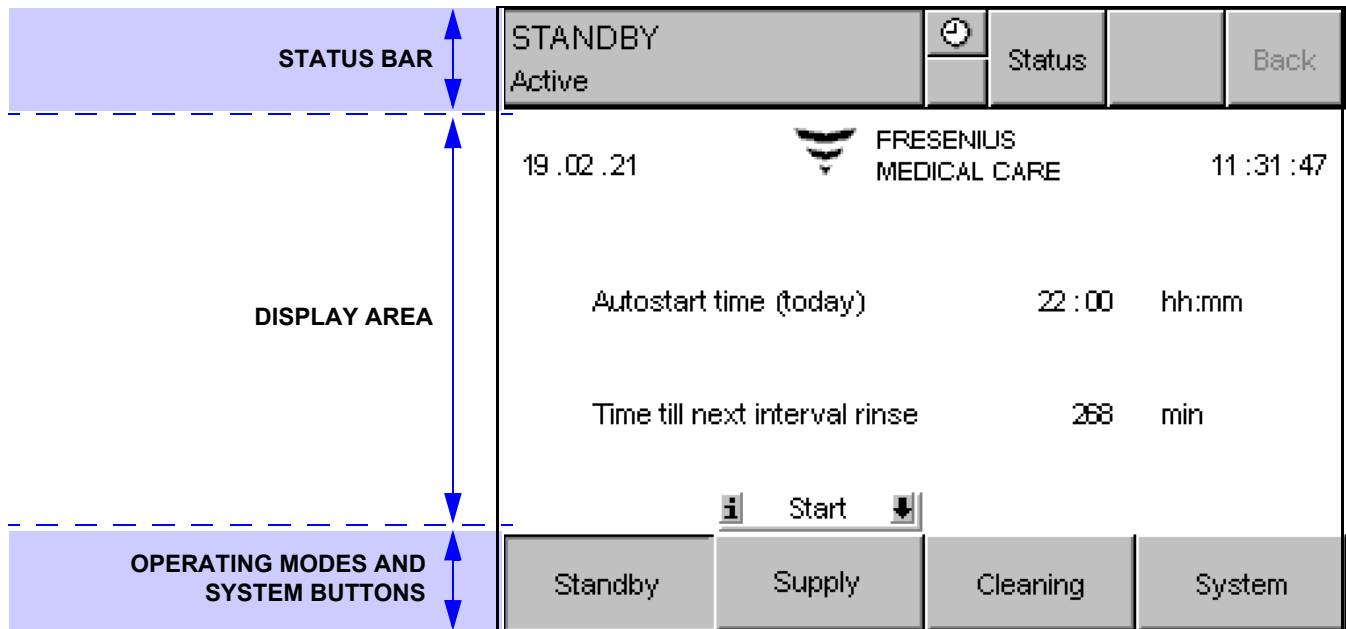 STATUS BAR
STANDBY
Active
Status
Back
19 .02 .21
FRESENIUS
MEDICAL CARE
11 :31 :47
DISPLAY AREA
Autostart time (today) 22 : 00 hh:mm
Time till next interval rinse 268 min
i Start
OPERATING MODES AND
SYSTEM BUTTONS
Standby
Supply
Cleaning
System